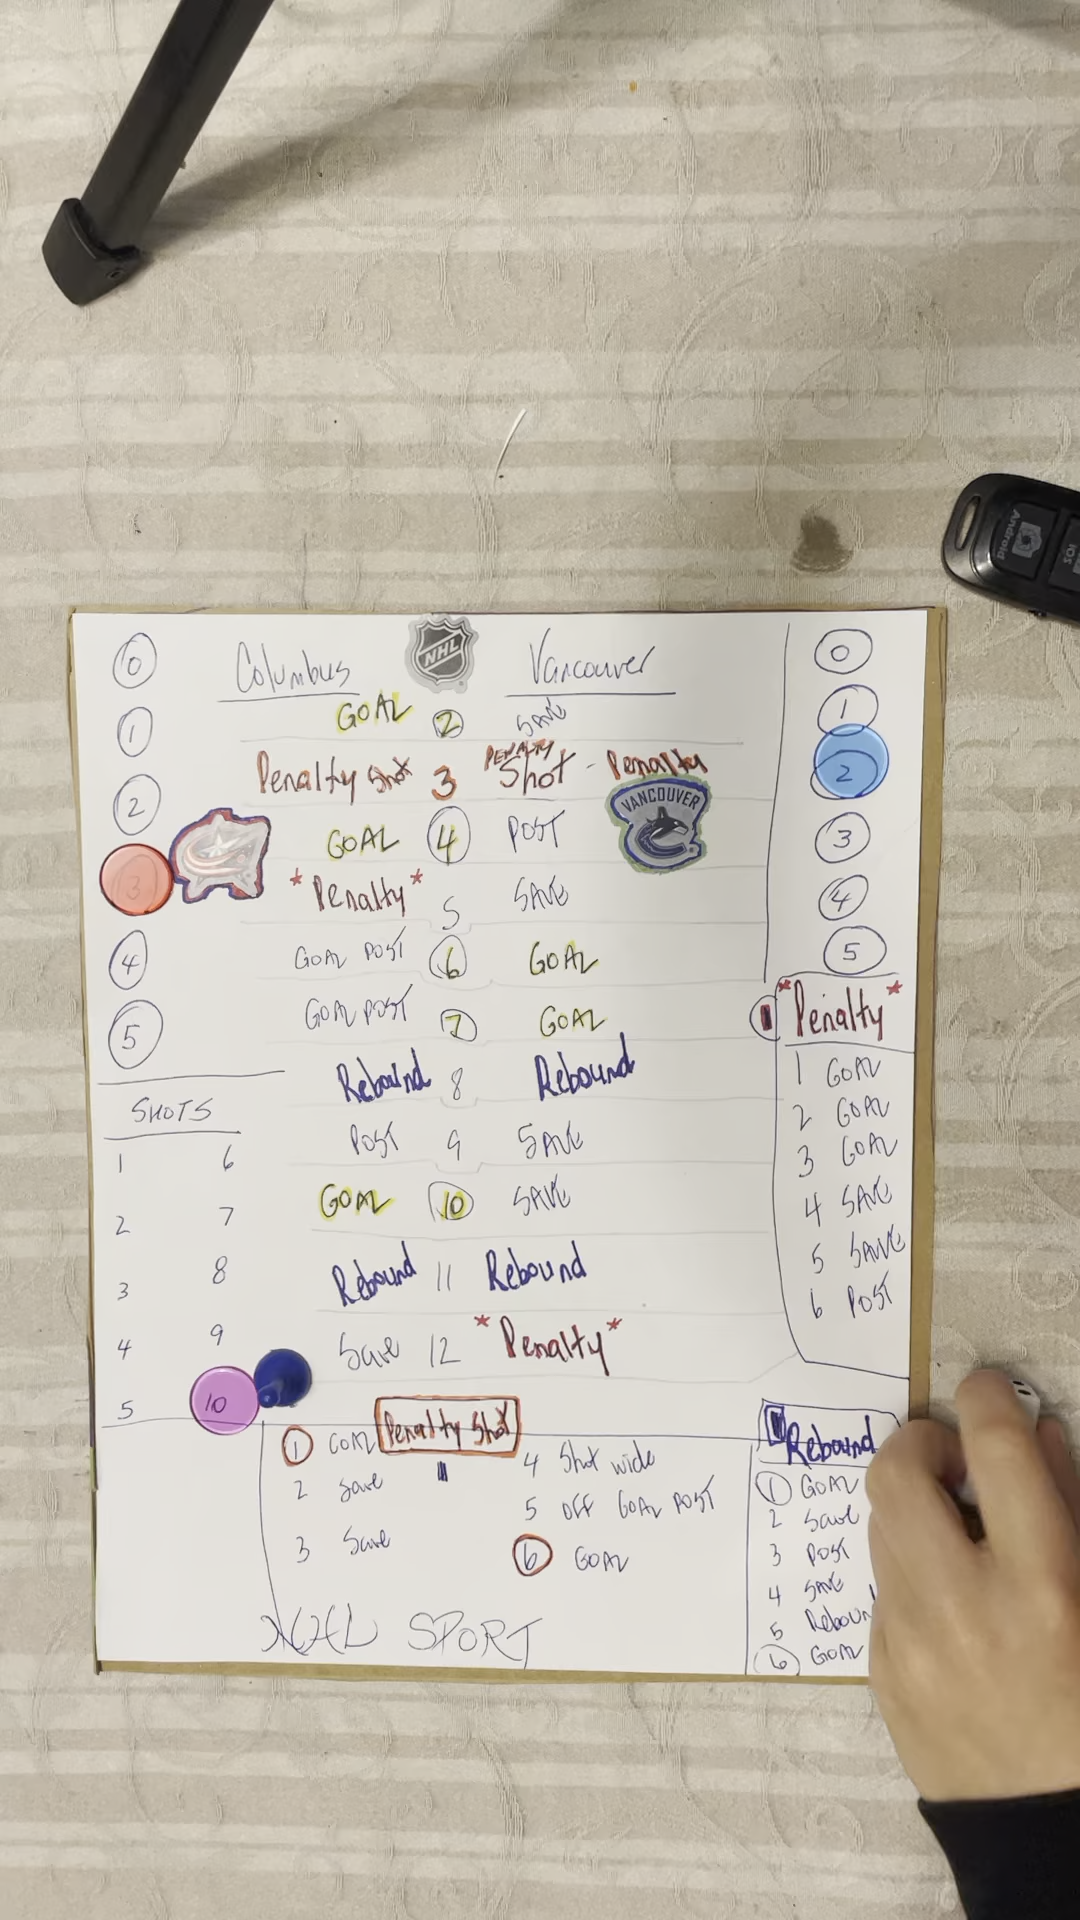 0 Columbus NHL Vancouver 0
GOAL 2 SAVE
1 1
Penalty Shot 3 PENALTY Shot - Penalty
2 2
VANCOUVER
GOAL 4 POST
3 3
*Penalty* 5 SAVE
4 4
GOAL POST 6 GOAL
5 5
GOAL POST 7 GOAL
Rebound 8 Rebound
POST 9 SAVE
GOAL 10 SAVE
Rebound 11 Rebound
Save 12 *Penalty*
SHOTS
1 6
2 7
3 8
4 9
5 10
*Penalty*
1 GOAL
2 GOAL
3 GOAL
4 SAVE
5 SAVE
6 POST
Penalty Shot
1 GOAL
2 Save
3 Save
4 Shot wide
5 OFF GOAL POST
6 GOAL
Rebound
1 GOAL
2 Save
3 POST
4 SAVE
5 Reboun
6 GOAL
NHL SPORT
Android
iOS